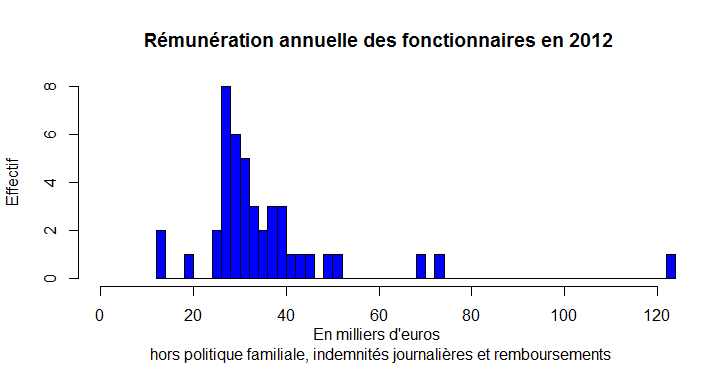 Rémunération annuelle des fonctionnaires en 2012
Effectif
8
6
4
2
0
0 20 40 60 80 100 120
En milliers d'euros
hors politique familiale, indemnités journalières et remboursements